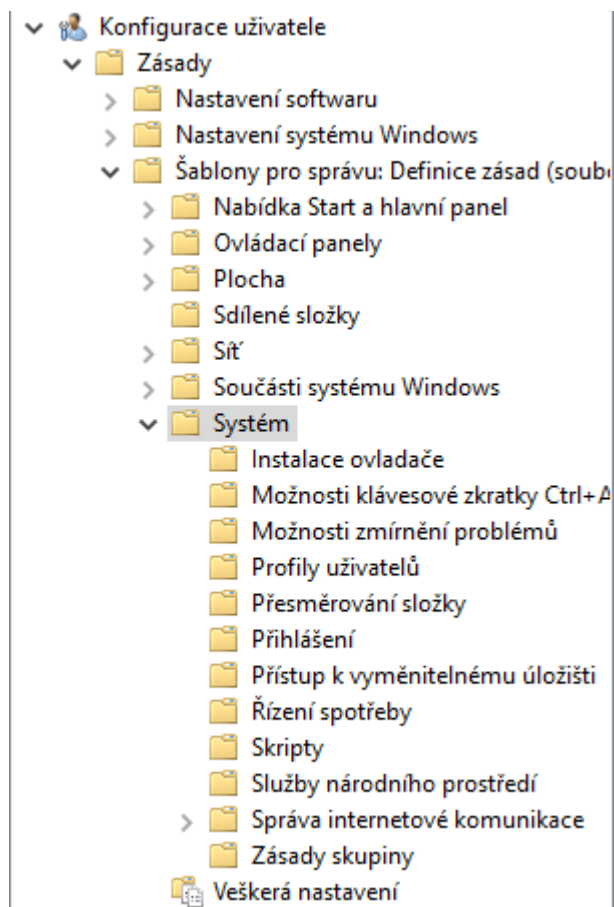 Konfigurace uživatele
Zásady
Nastavení softwaru
Nastavení systému Windows
Šablony pro správu: Definice zásad (soub
Nabídka Start a hlavní panel
Ovládací panely
Plocha
Sdílené složky
Síť
Součásti systému Windows
Systém
Instalace ovladače
Možnosti klávesové zkratky Ctrl+A
Možnosti zmírnění problémů
Profily uživatelů
Přesměrování složky
Přihlášení
Přístup k vyměnitelnému úložišti
Řízení spotřeby
Skripty
Služby národního prostředí
Správa internetové komunikace
Zásady skupiny
Veškerá nastavení